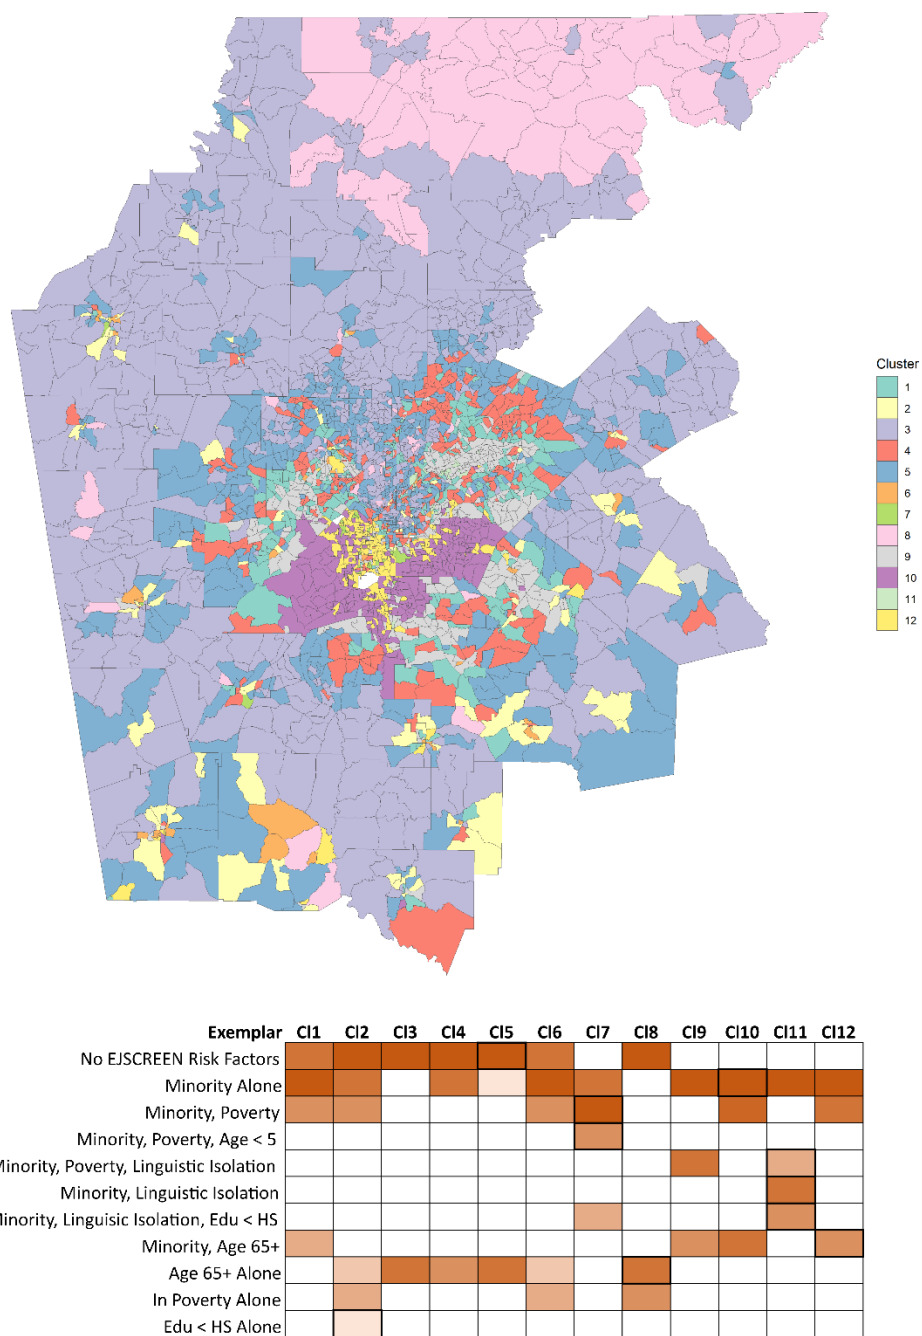 Cluster
1
2
3
4
5
6
7
8
9
10
11
12
Exemplar Cl1 Cl2 Cl3 Cl4 Cl5 Cl6 Cl7 Cl8 Cl9 Cl10 Cl11 Cl12
No EJSCREEN Risk Factors
Minority Alone
Minority, Poverty
Minority, Poverty, Age < 5
Minority, Poverty, Linguistic Isolation
Minority, Linguistic Isolation
Minority, Linguisic Isolation, Edu < HS
Minority, Age 65+
Age 65+ Alone
In Poverty Alone
Edu < HS Alone